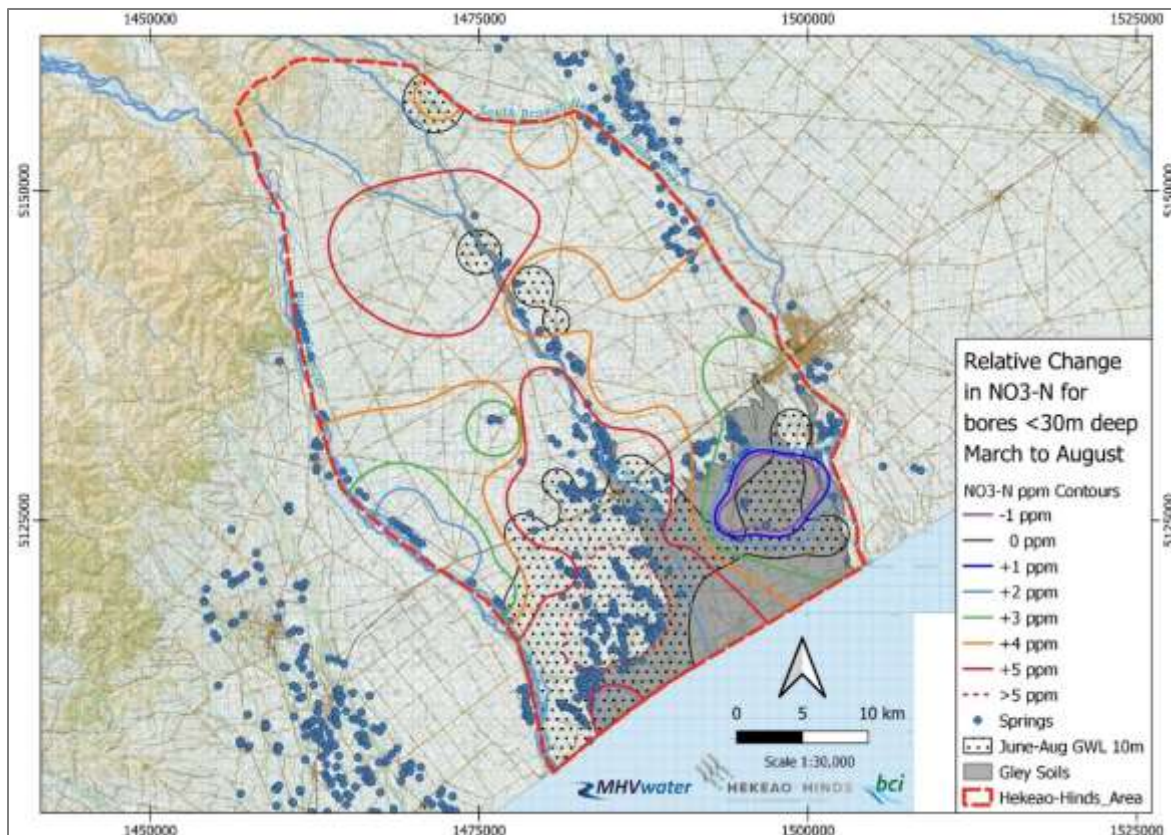 1450000 1475000 1500000 1525000
5150000 5150000
5125000
Relative Change
in NO3-N for
bores <30m deep
March to August
NO3-N ppm Contours
-1 ppm
0 ppm
+1 ppm
+2 ppm
+3 ppm
+4 ppm
+5 ppm
>5 ppm
Springs
June-Aug GWL 10m
Gley Soils
Hekeao-Hinds_Area
0 5 10 km
Scale 1:30,000
MHVwater HEKEAO HINDS bci
1450000 1475000 1500000 1525000